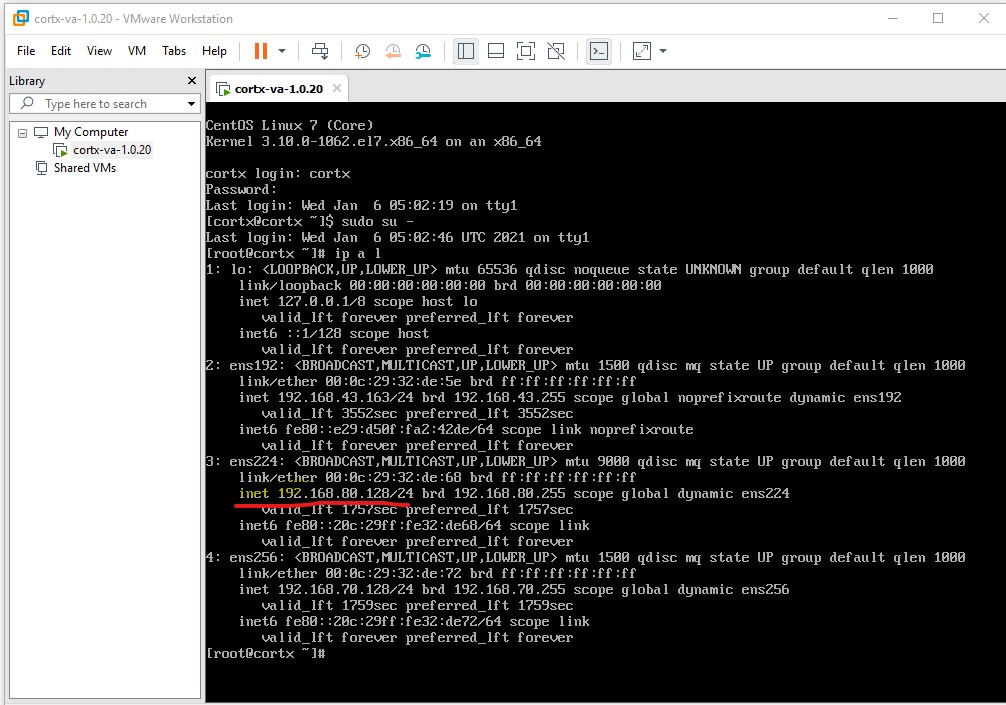 cortx-va-1.0.20 - VMware Workstation
File Edit View VM Tabs Help
Library
Type here to search
My Computer
cortx-va-1.0.20
Shared VMs
cortx-va-1.0.20
CentOS Linux 7 (Core)
Kernel 3.10.0-1062.el7.x86_64 on an x86_64
cortx login: cortx
Password:
Last login: Wed Jan  6 05:02:19 on tty1
[cortx@cortx ~]$ sudo su -
Last login: Wed Jan  6 05:02:46 UTC 2021 on tty1
[root@cortx ~]# ip a l
1: lo: <LOOPBACK,UP,LOWER_UP> mtu 65536 qdisc noqueue state UNKNOWN group default qlen 1000
link/loopback 00:00:00:00:00:00 brd 00:00:00:00:00:00
inet 127.0.0.1/8 scope host lo
valid_lft forever preferred_lft forever
inet6 ::1/128 scope host
valid_lft forever preferred_lft forever
2: ens192: <BROADCAST,MULTICAST,UP,LOWER_UP> mtu 1500 qdisc mq state UP group default qlen 1000
link/ether 00:0c:29:32:de:5e brd ff:ff:ff:ff:ff:ff
inet 192.168.43.163/24 brd 192.168.43.255 scope global noprefixroute dynamic ens192
valid_lft 3552sec preferred_lft 3552sec
inet6 fe80::e29:d50f:fa2:42de/64 scope link noprefixroute
valid_lft forever preferred_lft forever
3: ens224: <BROADCAST,MULTICAST,UP,LOWER_UP> mtu 9000 qdisc mq state UP group default qlen 1000
link/ether 00:0c:29:32:de:68 brd ff:ff:ff:ff:ff:ff
inet 192.168.80.128/24 brd 192.168.80.255 scope global dynamic ens224
valid_lft 1757sec preferred_lft 1757sec
inet6 fe80::20c:29ff:fe32:de68/64 scope link
valid_lft forever preferred_lft forever
4: ens256: <BROADCAST,MULTICAST,UP,LOWER_UP> mtu 1500 qdisc mq state UP group default qlen 1000
link/ether 00:0c:29:32:de:72 brd ff:ff:ff:ff:ff:ff
inet 192.168.70.128/24 brd 192.168.70.255 scope global dynamic ens256
valid_lft 1759sec preferred_lft 1759sec
inet6 fe80::20c:29ff:fe32:de72/64 scope link
valid_lft forever preferred_lft forever
[root@cortx ~]#